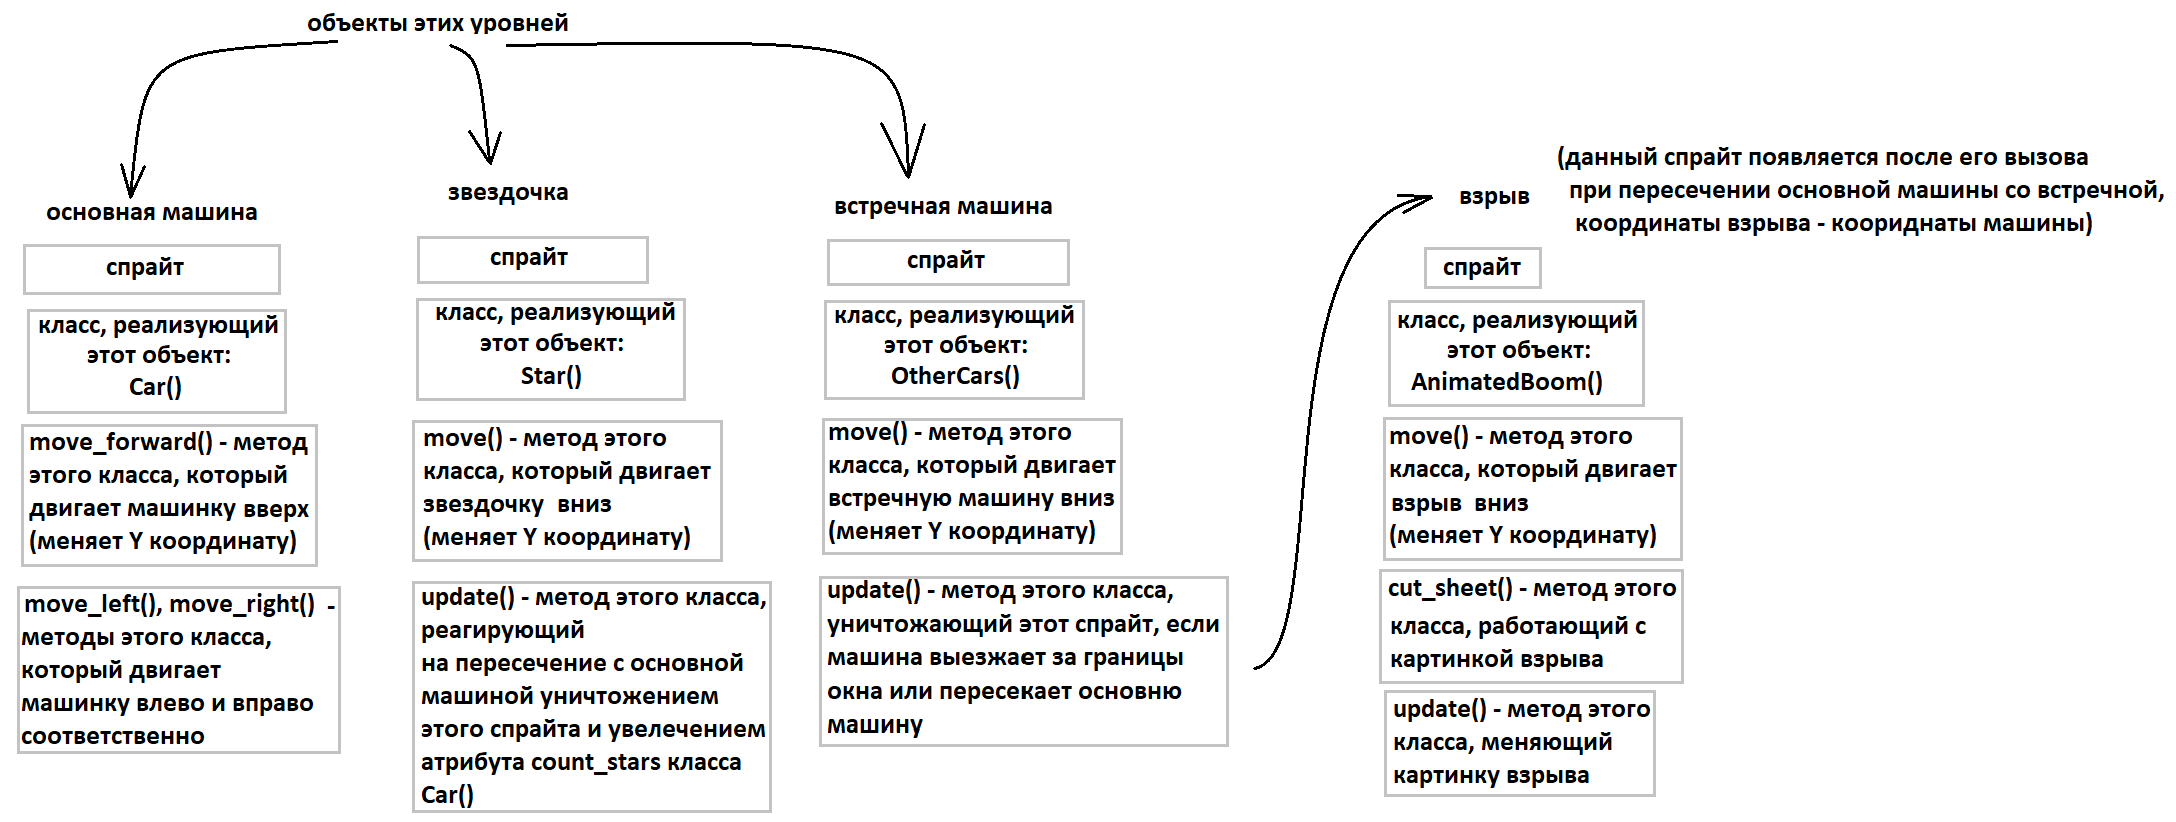 объекты этих уровней
основная машина
спрайт
класс, реализующий
этот объект:
Car()
move_forward() - метод
этого класса, который
двигает машинку вверх
(меняет Y координату)
move_left(), move_right() -
методы этого класса,
который двигает
машинку влево и вправо
соответственно
звездочка
спрайт
класс, реализующий
этот объект:
Star()
move() - метод этого
класса, который двигает
звездочку вниз
(меняет Y координату)
update() - метод этого класса,
реагирующий
на пересечение с основной
машиной уничтожением
этого спрайта и увелечением
атрибута count_stars класса
Car()
встречная машина
спрайт
класс, реализующий
этот объект:
OtherCars()
move() - метод этого
класса, который двигает
встречную машину вниз
(меняет Y координату)
update() - метод этого класса,
уничтожающий этот спрайт, если
машина выезжает за границы
окна или пересекает основню
машину
взрыв
(данный спрайт появляется после его вызова
при пересечении основной машины со встречной,
координаты взрыва - коориднаты машины)
спрайт
класс, реализующий
этот объект:
AnimatedBoom()
move() - метод этого
класса, который двигает
взрыв вниз
(меняет Y координату)
cut_sheet() - метод этого
класса, работающий с
картинкой взрыва
update() - метод этого
класса, меняющий
картинку взрыва